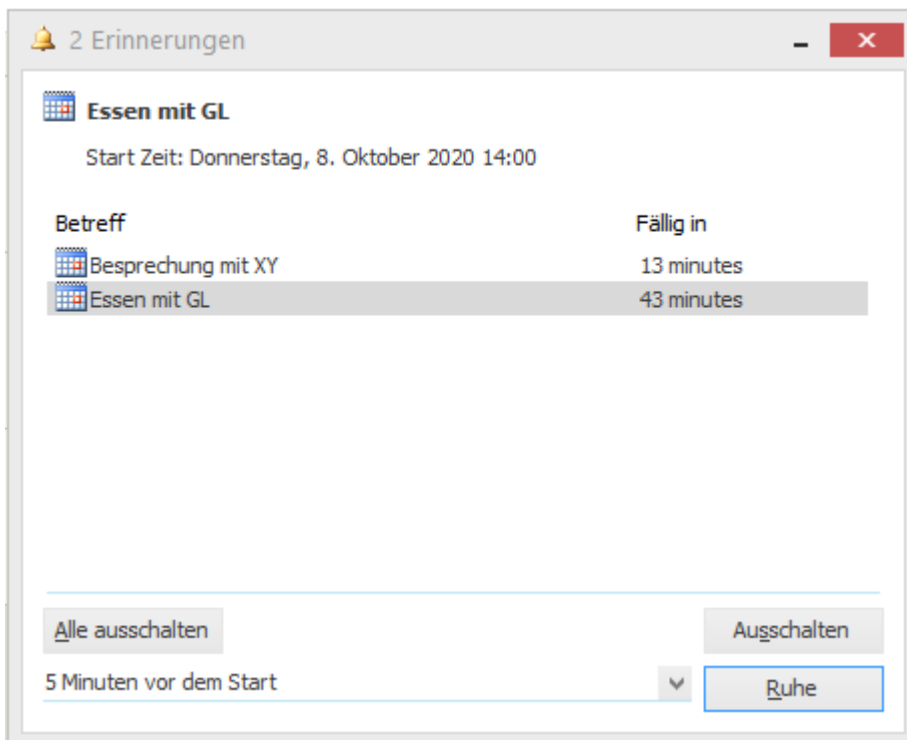 2 Erinnerungen
Essen mit GL
Start Zeit: Donnerstag, 8. Oktober 2020 14:00
Betreff Fällig in
Besprechung mit XY 13 minutes
Essen mit GL 43 minutes
Alle ausschalten Ausschalten
5 Minuten vor dem Start Ruhe